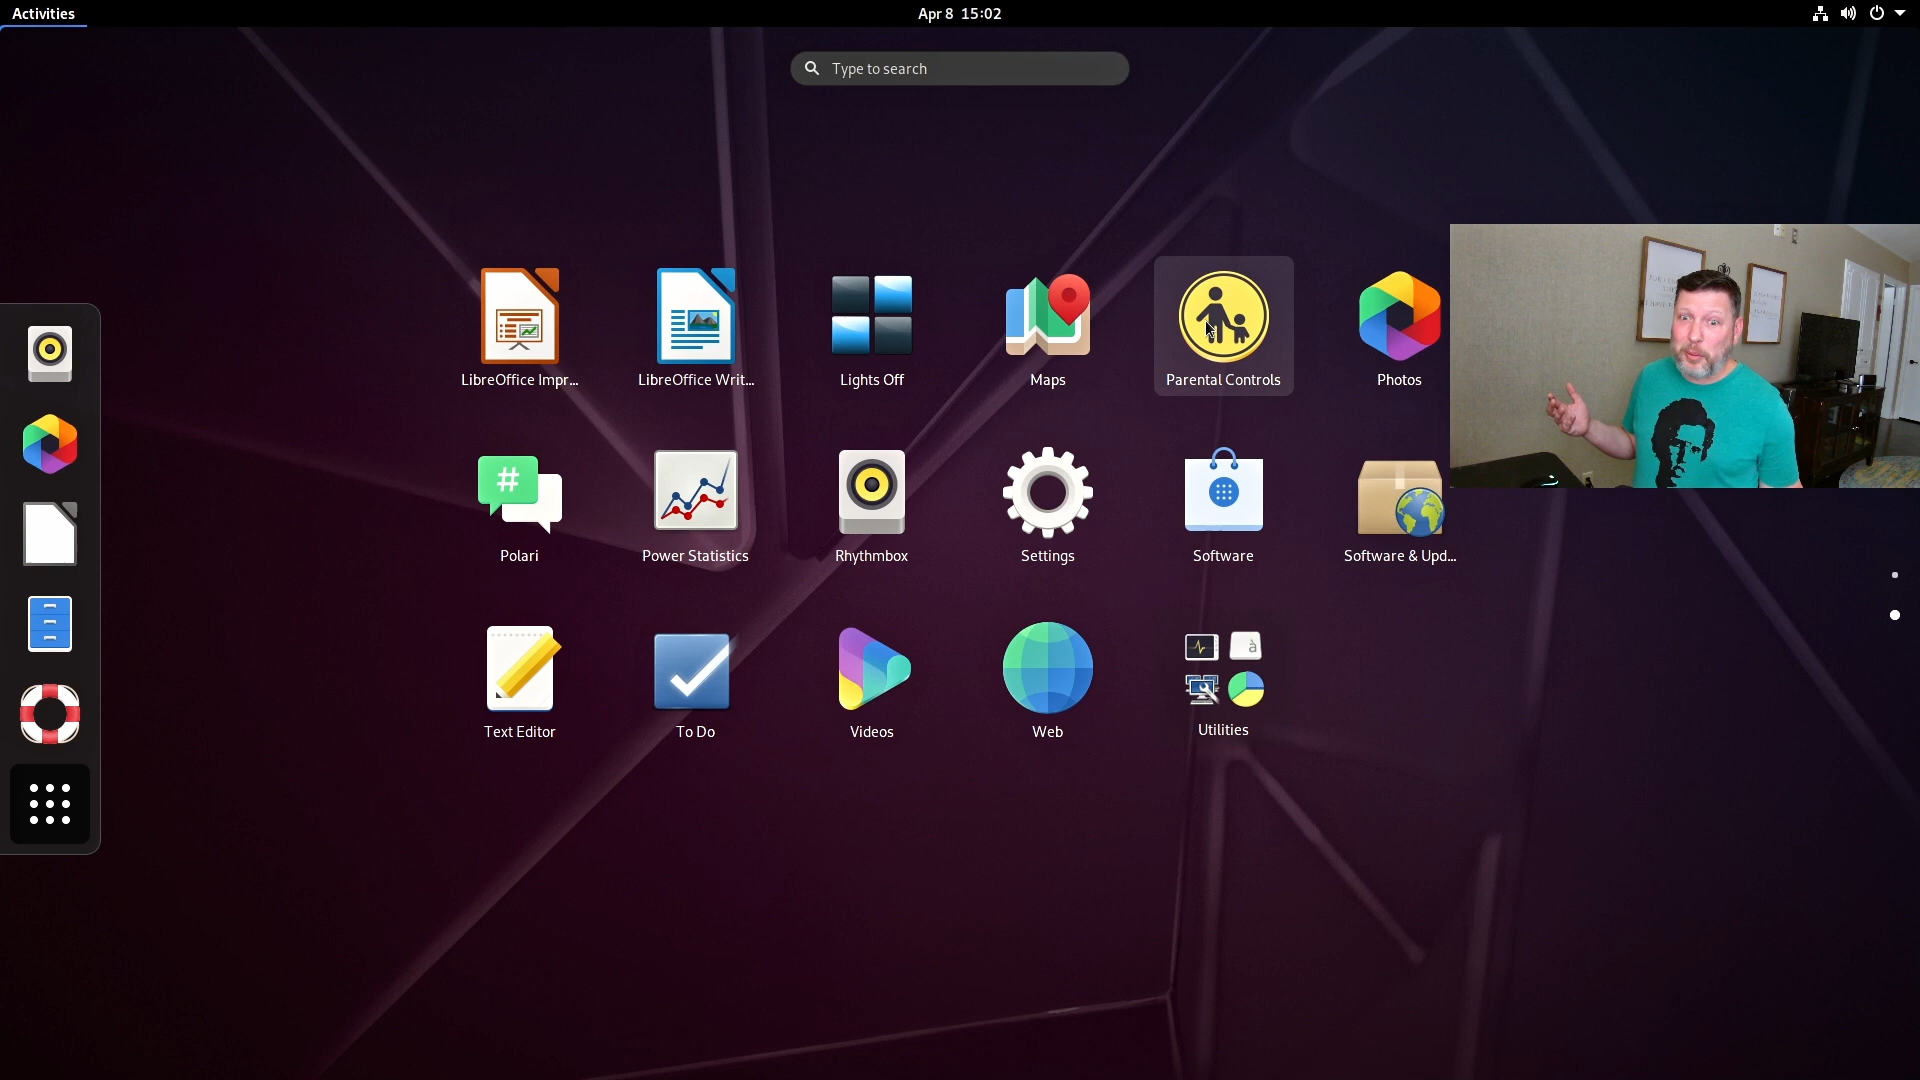 Activities
Apr 8 15:02
Type to search
LibreOffice Impr...
LibreOffice Writ...
Lights Off
Maps
Parental Controls
Photos
#
Polari
Power Statistics
Rhythmbox
Settings
Software
Software & Upd...
à
Text Editor
To Do
Videos
Web
Utilities